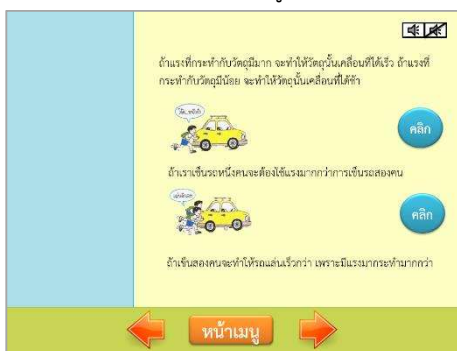 ถ้าแรงที่กระทำกับวัตถุมีมาก จะทำให้วัตถุนั้นเคลื่อนที่ได้เร็ว ถ้าแรงที่
กระทำกับวัตถุมีน้อย จะทำให้วัตถุนั้นเคลื่อนที่ได้ช้า
คลิก
ถ้าเราเข็นรถหนึ่งคนจะต้องใช้แรงมากกว่าการเข็นรถสองคน
คลิก
ถ้าเข็นสองคนจะทำให้รถแล่นเร็วกว่า เพราะมีแรงมากระทำมากกว่า
หน้าเมนู